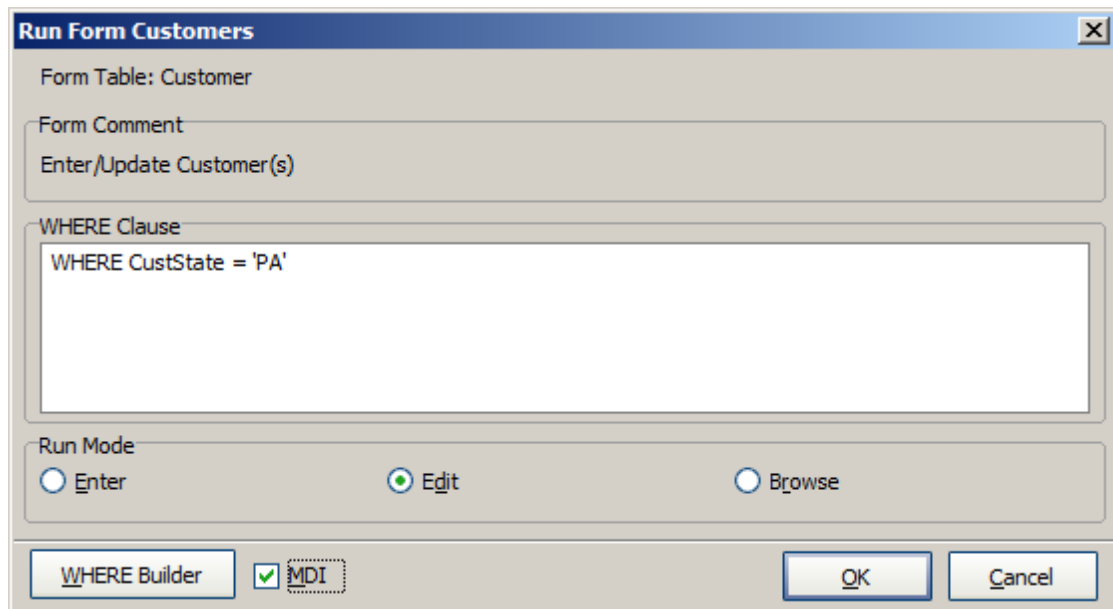 Run Form Customers
Form Table: Customer
Form Comment
Enter/Update Customer(s)
WHERE Clause
WHERE CustState = 'PA'
Run Mode
Enter
Edit
Browse
WHERE Builder
MDI
OK
Cancel